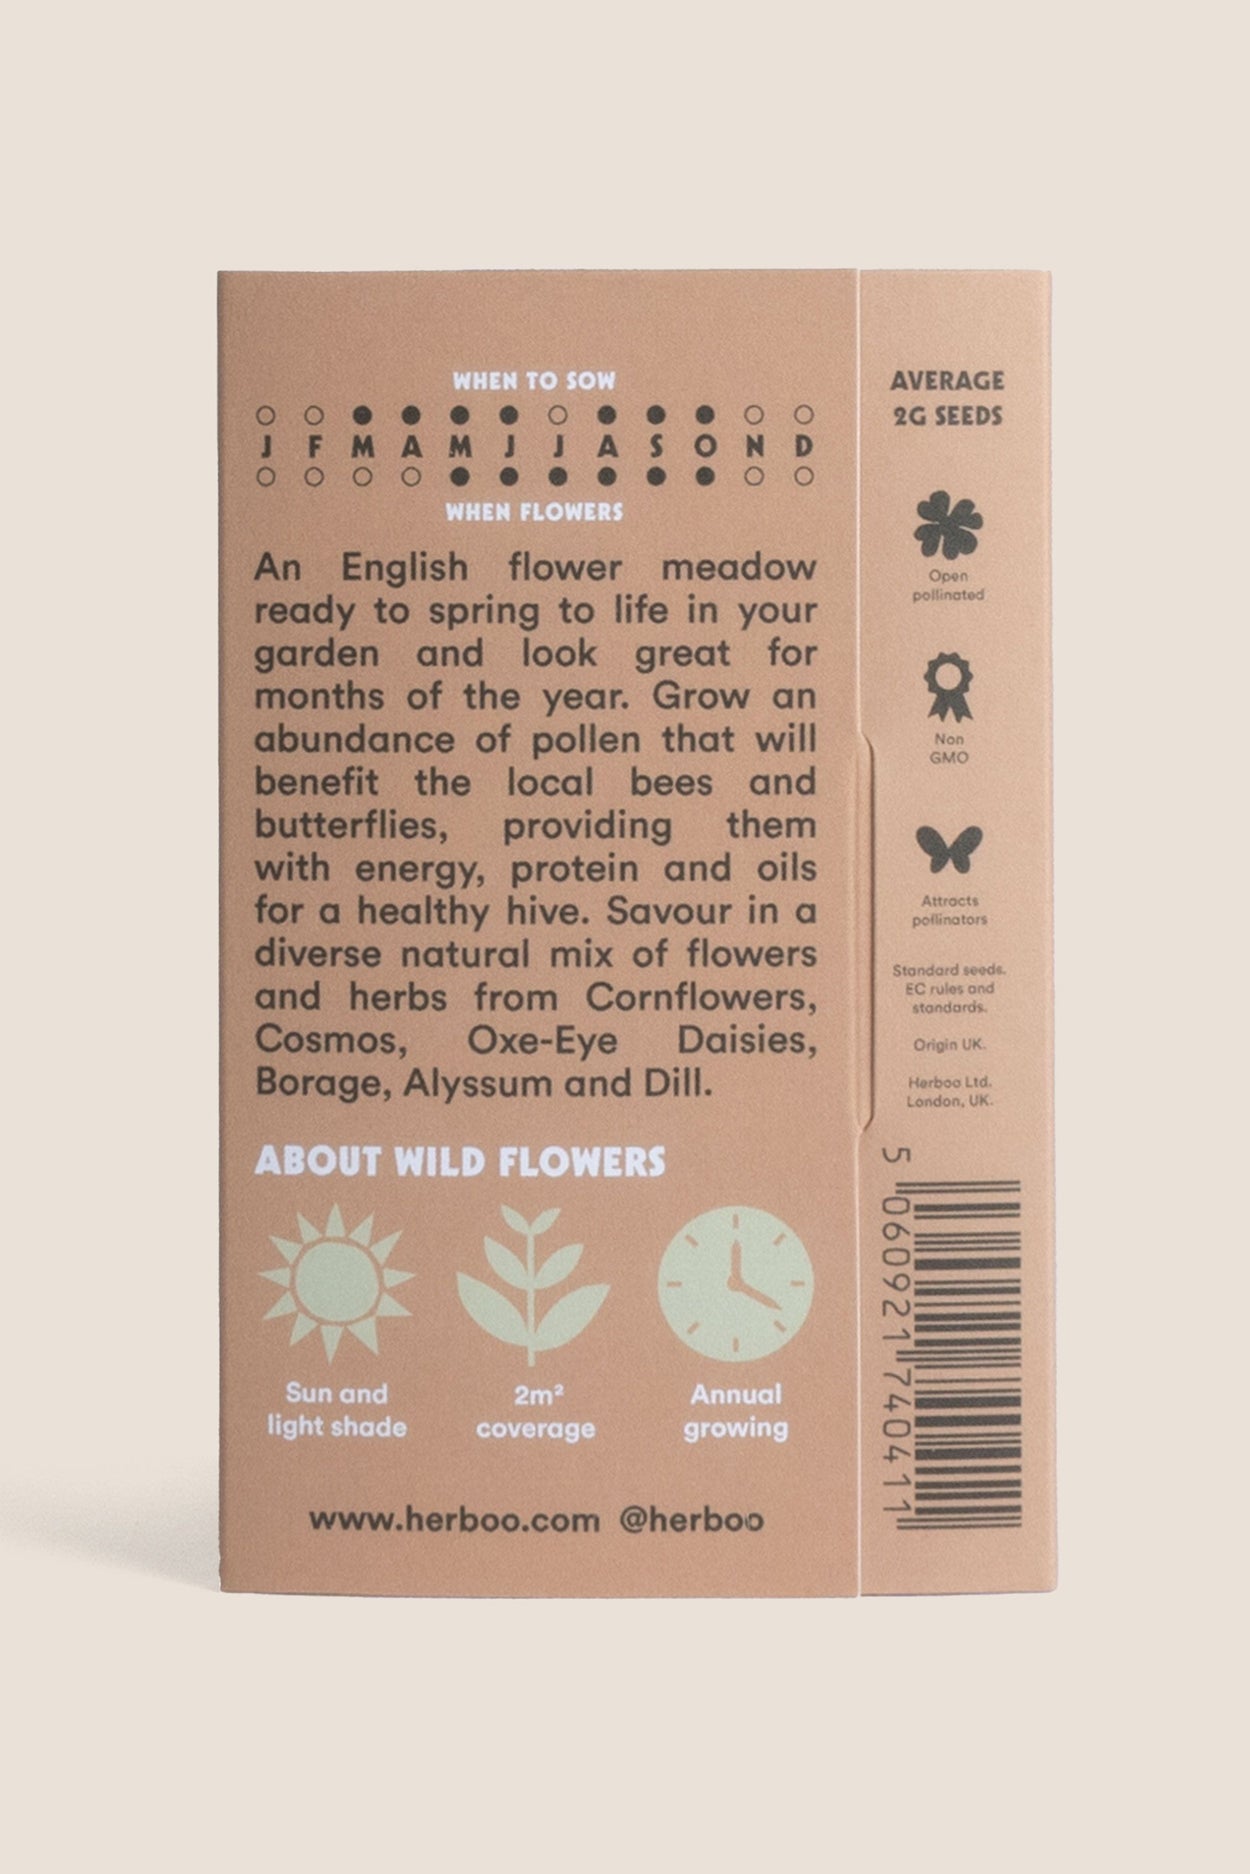 WHEN TO SOW
J F M A M J J A S O N D
WHEN FLOWERS
An English flower meadow
ready to spring to life in your
garden and look great for
months of the year. Grow an
abundance of pollen that will
benefit the local bees and
butterflies, providing them
with energy, protein and oils
for a healthy hive. Savour in a
diverse natural mix of flowers
and herbs from Cornflowers,
Cosmos, Oxe-Eye Daisies,
Borage, Alyssum and Dill.
ABOUT WILD FLOWERS
Sun and
light shade
2m²
coverage
Annual
growing
www.herboo.com @herboo
AVERAGE
2G SEEDS
Open
pollinated
Non
GMO
Attracts
pollinators
Standard seeds.
EC rules and
standards.
Origin UK.
Herboo Ltd.
London, UK.
5 060921 740411